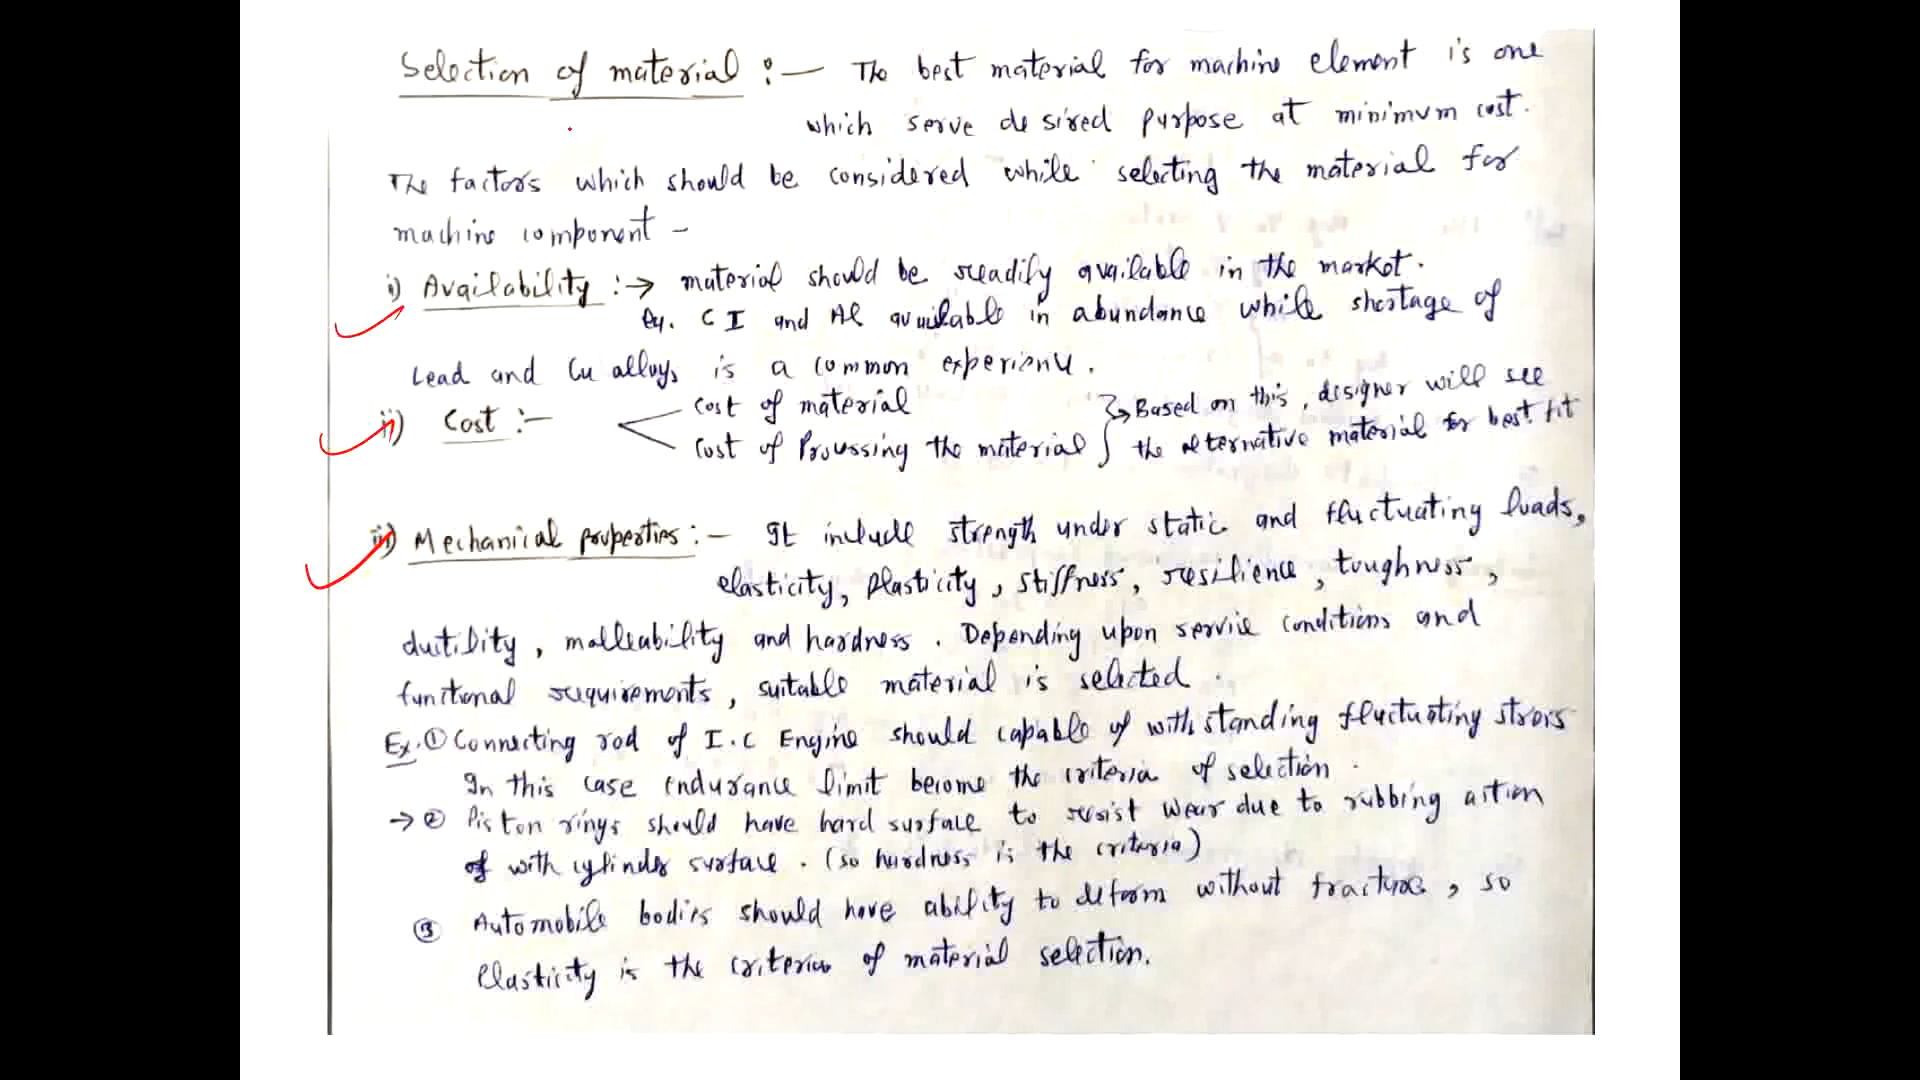 Selection of material :— The best material for machine element is one
which serve desired purpose at minimum cost.
The factors which should be considered while selecting the material for
machine component -
i) Availability :→ material should be readily available in the market.
Eg. C I and Al available in abundance while shortage of
Lead and Cu alloys is a common experience.
ii) Cost :—
Cost of material
Cost of Processing the material
→ Based on this, designer will see
the alternative material for best fit
iii) Mechanical properties :— It include strength under static and fluctuating loads,
elasticity, plasticity, stiffness, resilience, toughness,
ductility, malleability and hardness. Depending upon service conditions and
functional requirements, suitable material is selected.
Ex. ① Connecting rod of I.C Engine should capable of withstanding fluctuating stress
In this case endurance limit become the criteria of selection.
→ ② Piston rings should have hard surface to resist wear due to rubbing action
of with cylinder surface. (so hardness is the criteria)
③ Automobile bodies should have ability to deform without fracture, so
elasticity is the criteria of material selection.